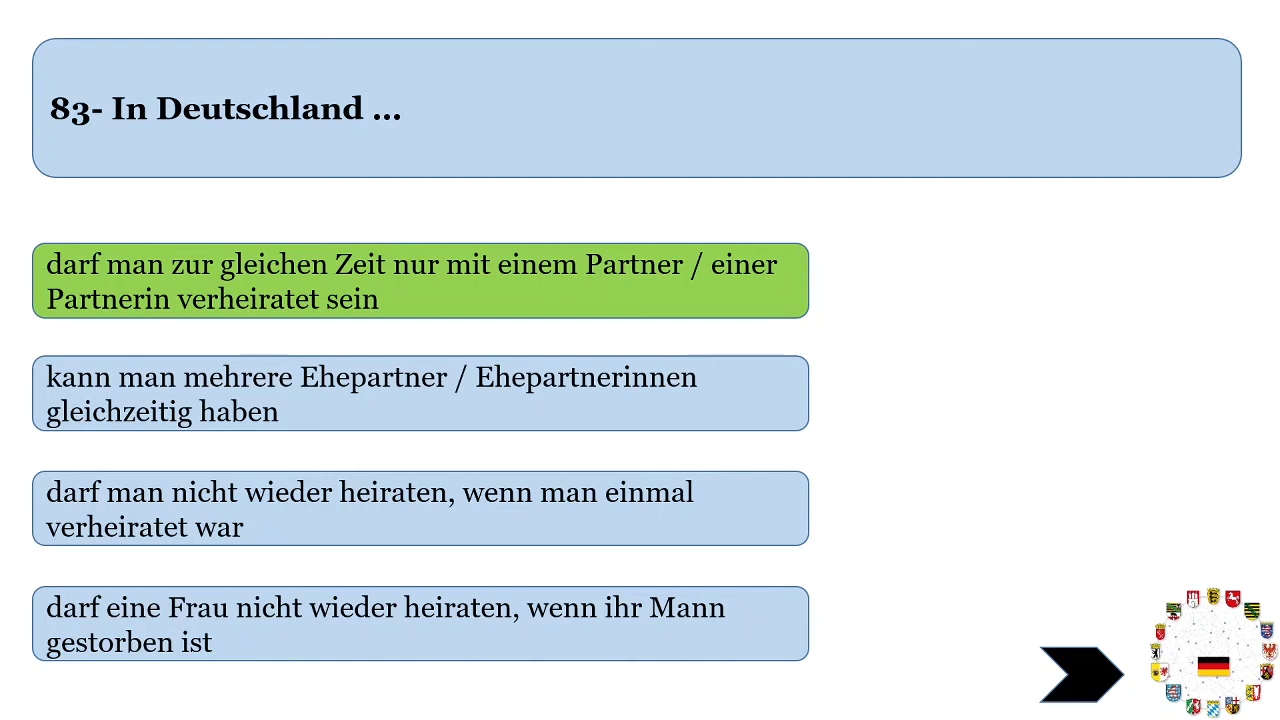 83- In Deutschland ...
darf man zur gleichen Zeit nur mit einem Partner / einer
Partnerin verheiratet sein
kann man mehrere Ehepartner / Ehepartnerinnen
gleichzeitig haben
darf man nicht wieder heiraten, wenn man einmal
verheiratet war
darf eine Frau nicht wieder heiraten, wenn ihr Mann
gestorben ist